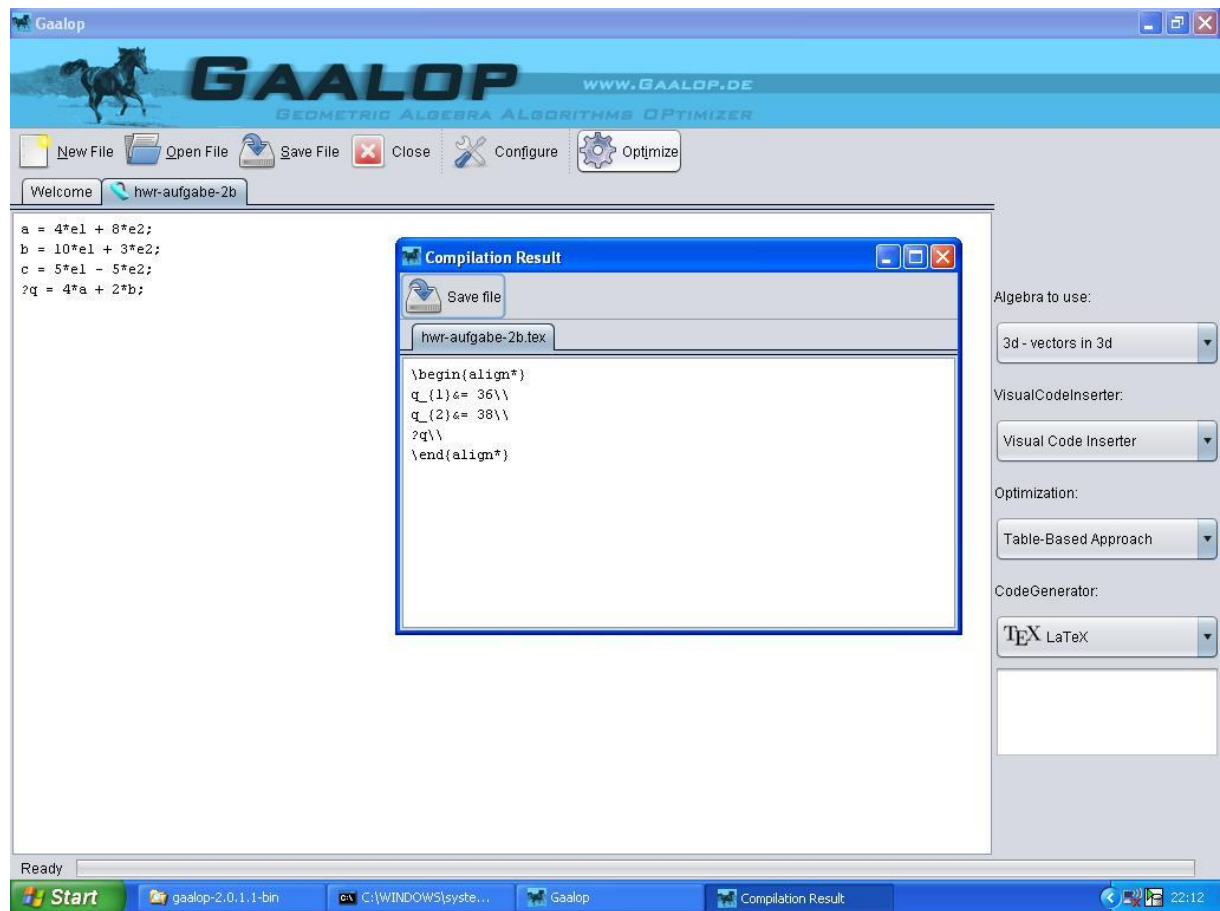 Gaalop
GAALOP
WWW.GAALOP.DE
GEOMETRIC ALGEBRA ALGORITHMS OPTIMIZER
New File Open File Save File Close Configure Optimize
Welcome hwr-aufgabe-2b
a = 4*e1 + 8*e2;
b = 10*e1 + 3*e2;
c = 5*e1 - 5*e2;
?q = 4*a + 2*b;
Compilation Result
Save file
hwr-aufgabe-2b.tex
\begin{align*}
q_{1}&= 36\\
q_{2}&= 38\\
?q\\
\end{align*}
Algebra to use:
3d - vectors in 3d
VisualCodeInserter:
Visual Code Inserter
Optimization:
Table-Based Approach
CodeGenerator:
TEX LaTeX
Ready
Start gaalop-2.0.1.1-bin C:\WINDOWS\syste... Gaalop Compilation Result 22:12